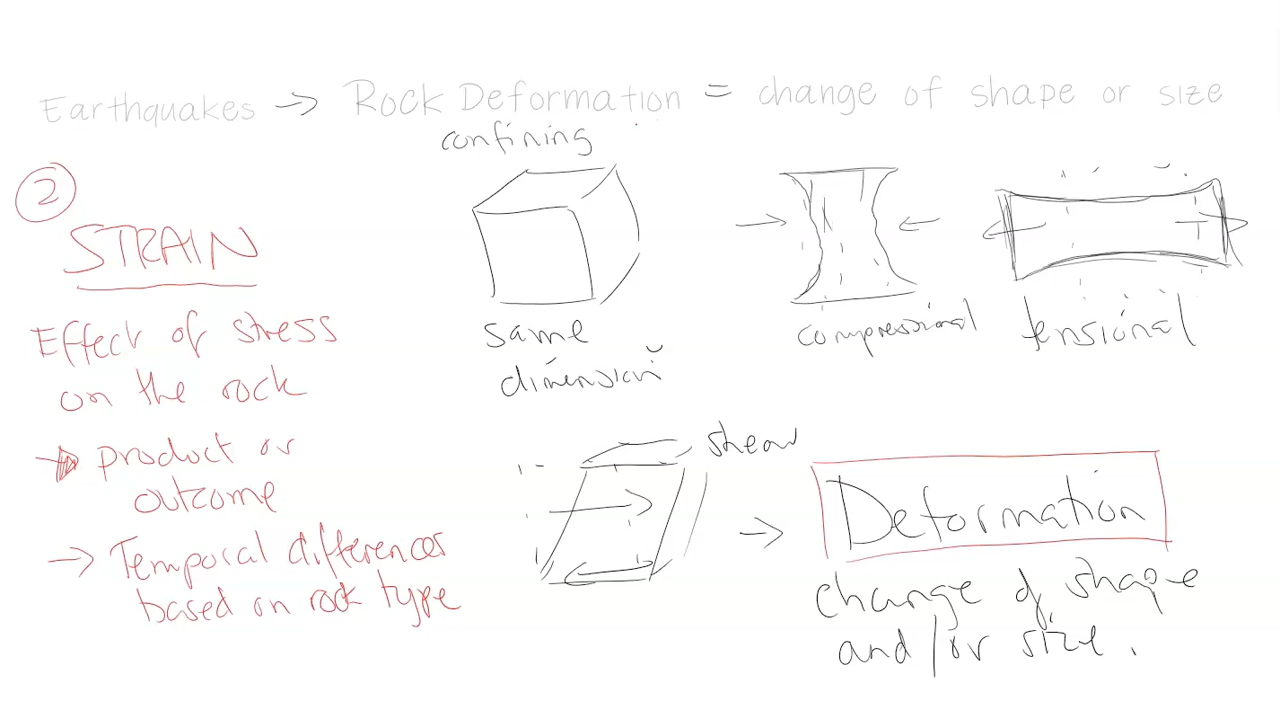 Earthquakes → Rock Deformation = change of shape or size
②
STRAIN
Effect of stress
on the rock
→ product or
outcome
→ Temporal differences
based on rock type
confining
same
dimension
compressional
tensional
shear
→ Deformation
change of shape
and/or size.